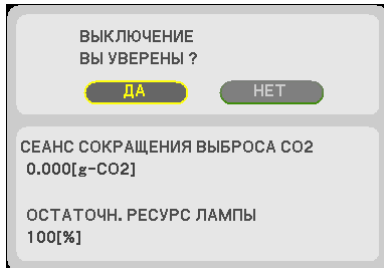 ВЫКЛЮЧЕНИЕ
ВЫ УВЕРЕНЫ ?
ДА НЕТ
СЕАНС СОКРАЩЕНИЯ ВЫБРОСА CO2
0.000[g-CO2]
ОСТАТОЧН. РЕСУРС ЛАМПЫ
100[%]